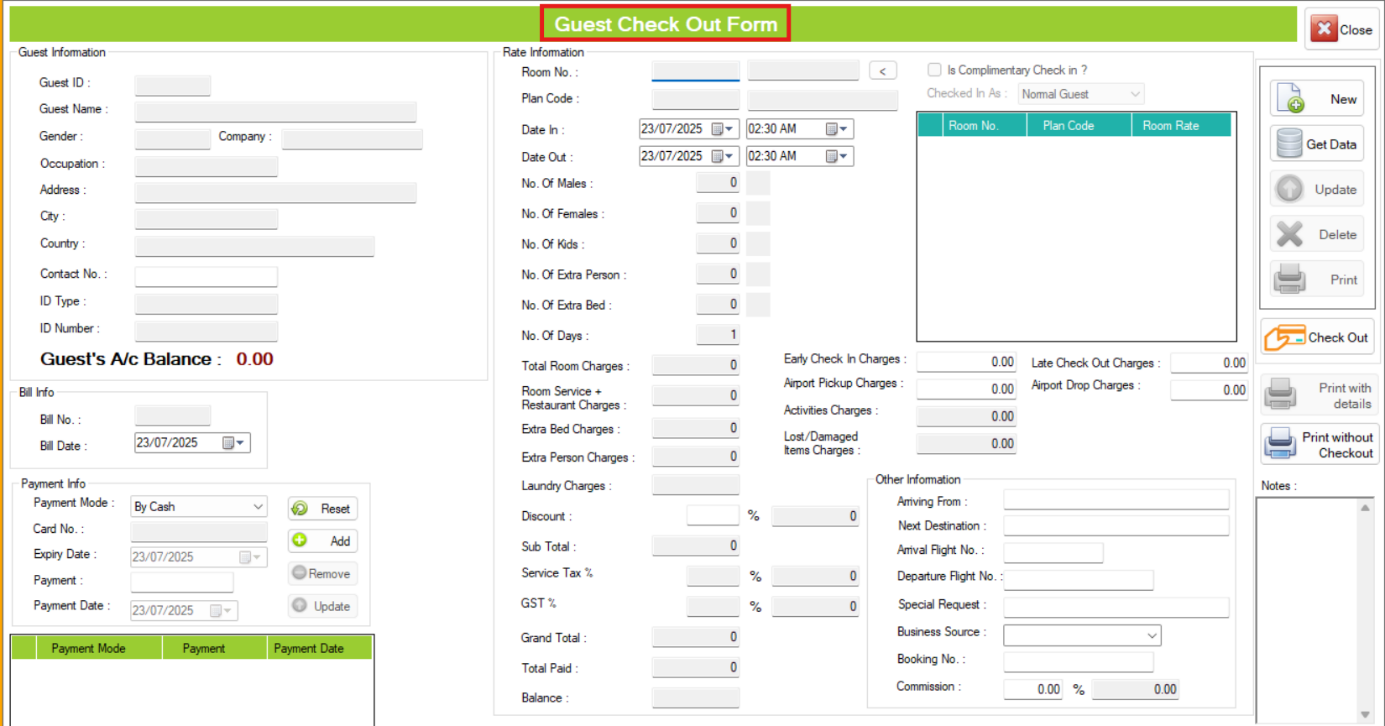 Guest Check Out Form
Close
Guest Information
Guest ID :
Guest Name :
Gender :
Company :
Occupation :
Address :
City :
Country :
Contact No. :
ID Type :
ID Number :
Guest's A/c Balance : 0.00
Bill Info
Bill No. :
Bill Date : 23/07/2025
Payment Info
Payment Mode : By Cash
Card No. :
Expiry Date : 23/07/2025
Payment :
Payment Date : 23/07/2025
Reset
Add
Remove
Update
Payment Mode Payment Payment Date
Rate Information
Room No. : <
Plan Code :
Date In : 23/07/2025 02:30 AM
Date Out : 23/07/2025 02:30 AM
No. Of Males : 0
No. Of Females : 0
No. Of Kids : 0
No. Of Extra Person : 0
No. Of Extra Bed : 0
No. Of Days : 1
Total Room Charges : 0
Room Service +
Restaurant Charges : 0
Extra Bed Charges : 0
Extra Person Charges : 0
Laundry Charges :
Discount : % 0
Sub Total : 0
Service Tax % % 0
GST % % 0
Grand Total : 0
Total Paid : 0
Balance :
Is Complimentary Check in ?
Checked In As : Normal Guest
Room No. Plan Code Room Rate
Early Check In Charges : 0.00 Late Check Out Charges : 0.00
Airport Pickup Charges : 0.00 Airport Drop Charges : 0.00
Activities Charges : 0.00
Lost/Damaged
Items Charges : 0.00
Other Information
Arriving From :
Next Destination :
Arrival Flight No. :
Departure Flight No. :
Special Request :
Business Source :
Booking No. :
Commission : 0.00 % 0.00
New
Get Data
Update
Delete
Print
Check Out
Print with
details
Print without
Checkout
Notes :